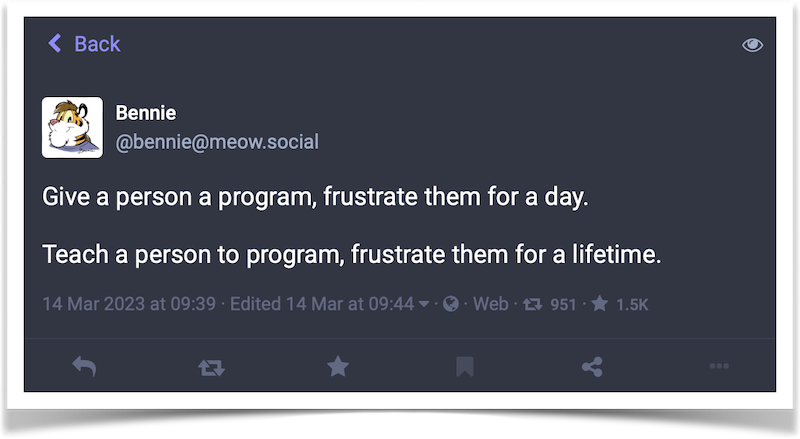 Back
Bennie
@bennie@meow.social
Give a person a program, frustrate them for a day.
Teach a person to program, frustrate them for a lifetime.
14 Mar 2023 at 09:39 · Edited 14 Mar at 09:44 · Web · 951 · 1.5K